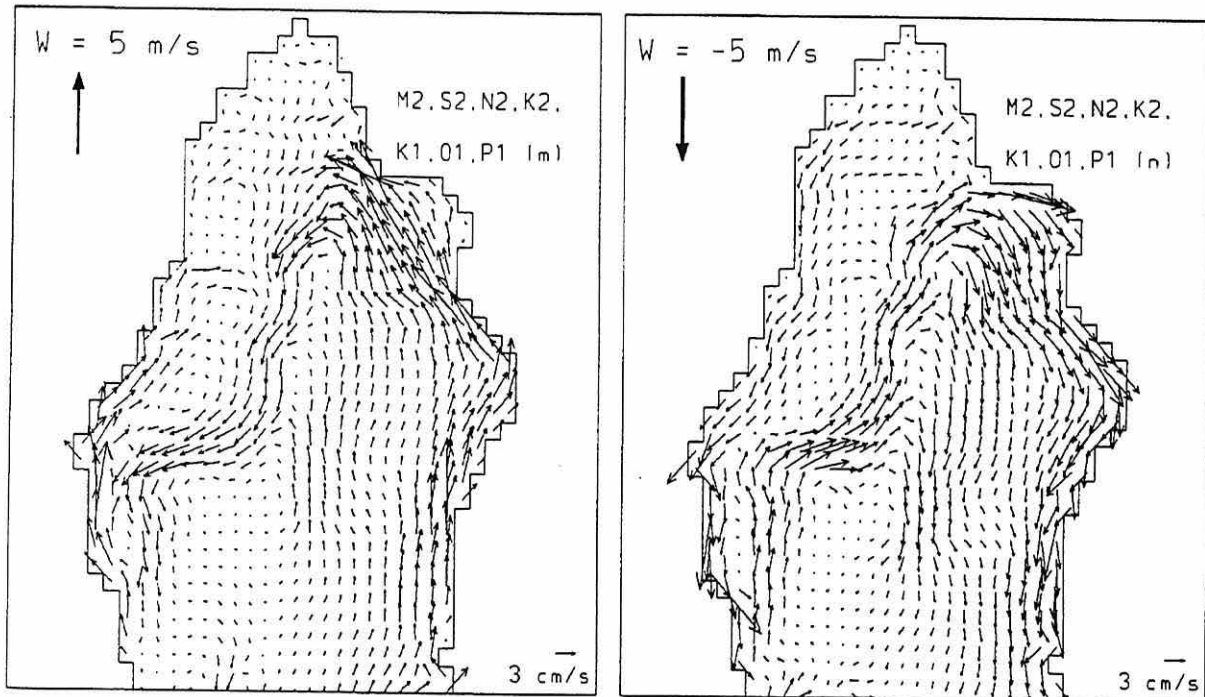 W = 5 m/s
M2,S2,N2,K2,
K1,O1,P1 (m)
3 cm/s
W = -5 m/s
M2,S2,N2,K2,
K1,O1,P1 (n)
3 cm/s